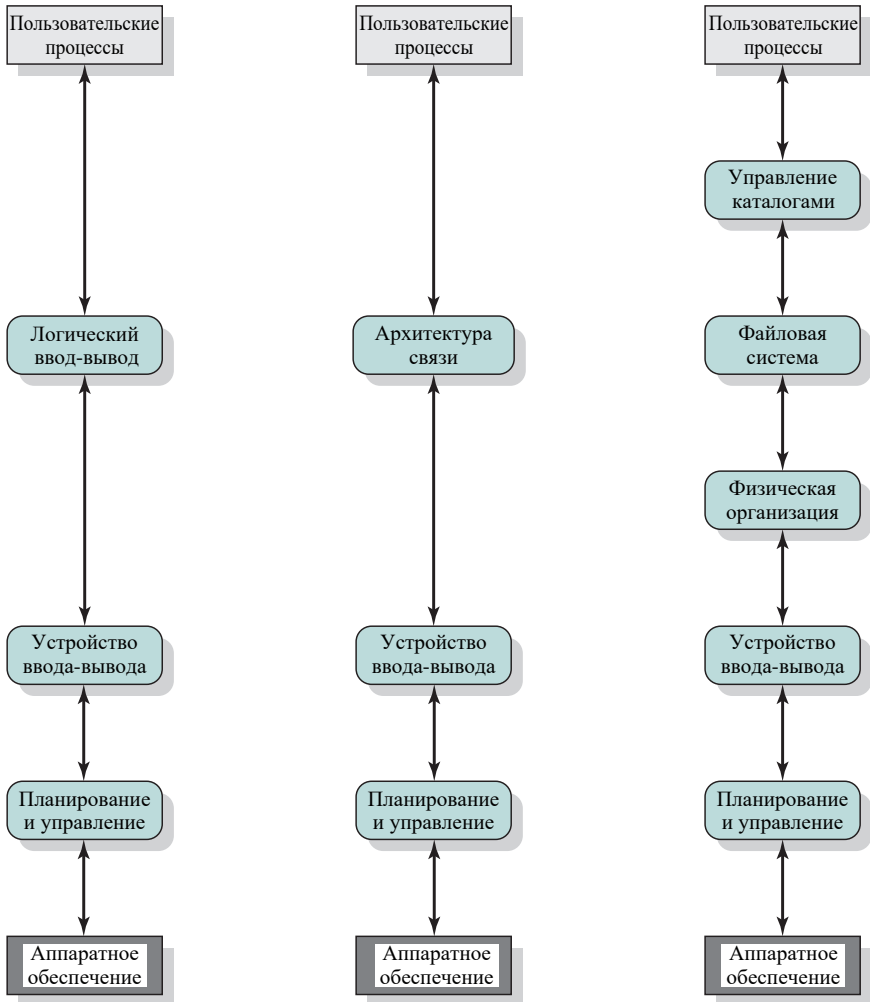 Пользовательские
процессы
Логический
ввод-вывод
Устройство
ввода-вывода
Планирование
и управление
Аппаратное
обеспечение
Пользовательские
процессы
Архитектура
связи
Устройство
ввода-вывода
Планирование
и управление
Аппаратное
обеспечение
Пользовательские
процессы
Управление
каталогами
Файловая
система
Физическая
организация
Устройство
ввода-вывода
Планирование
и управление
Аппаратное
обеспечение